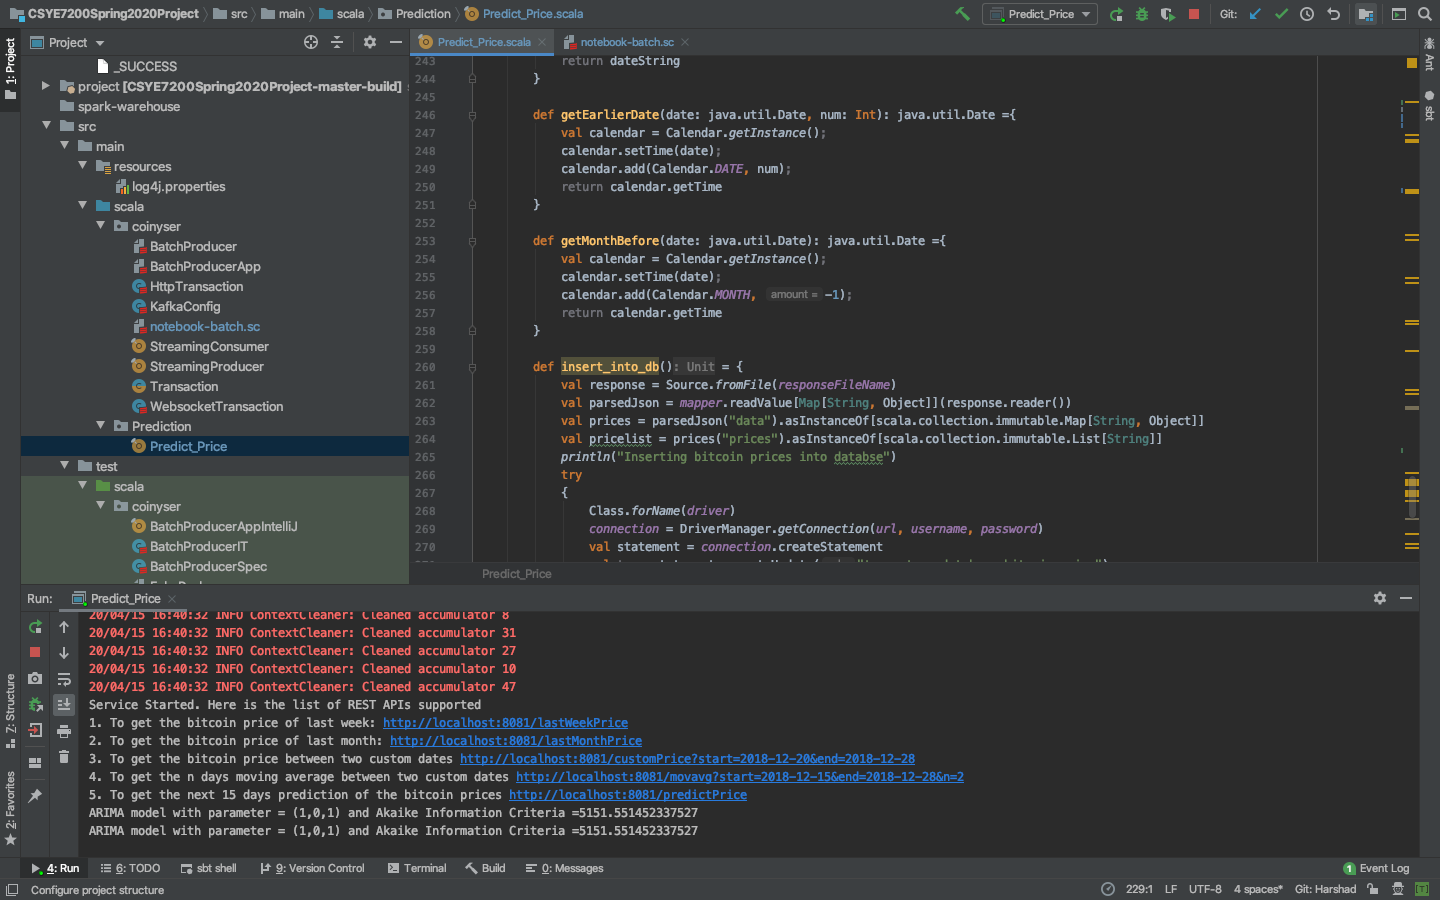 CSYE7200Spring2020Project
src
main
scala
Prediction
Predict_Price.scala
Predict_Price
Git:
Project
Predict_Price.scala
notebook-batch.sc
1: Project
Ant
sbt
_SUCCESS
project [CSYE7200Spring2020Project-master-build]
spark-warehouse
src
main
resources
log4j.properties
scala
coinyser
BatchProducer
BatchProducerApp
HttpTransaction
KafkaConfig
notebook-batch.sc
StreamingConsumer
StreamingProducer
Transaction
WebsocketTransaction
Prediction
Predict_Price
test
scala
coinyser
BatchProducerAppIntelliJ
BatchProducerIT
BatchProducerSpec
243 return dateString
244 }
245
246 def getEarlierDate(date: java.util.Date, num: Int): java.util.Date ={
247 val calendar = Calendar.getInstance();
248 calendar.setTime(date);
249 calendar.add(Calendar.DATE, num);
250 return calendar.getTime
251 }
252
253 def getMonthBefore(date: java.util.Date): java.util.Date ={
254 val calendar = Calendar.getInstance();
255 calendar.setTime(date);
256 calendar.add(Calendar.MONTH, amount = -1);
257 return calendar.getTime
258 }
259
260 def insert_into_db(): Unit = {
261 val response = Source.fromFile(responseFileName)
262 val parsedJson = mapper.readValue[Map[String, Object]](response.reader())
263 val prices = parsedJson("data").asInstanceOf[scala.collection.immutable.Map[String, Object]]
264 val pricelist = prices("prices").asInstanceOf[scala.collection.immutable.List[String]]
265 println("Inserting bitcoin prices into databse")
266 try
267 {
268 Class.forName(driver)
269 connection = DriverManager.getConnection(url, username, password)
270 val statement = connection.createStatement
Predict_Price
Run: Predict_Price
20/04/15 16:40:32 INFO ContextCleaner: Cleaned accumulator 8
20/04/15 16:40:32 INFO ContextCleaner: Cleaned accumulator 31
20/04/15 16:40:32 INFO ContextCleaner: Cleaned accumulator 27
20/04/15 16:40:32 INFO ContextCleaner: Cleaned accumulator 10
20/04/15 16:40:32 INFO ContextCleaner: Cleaned accumulator 47
Service Started. Here is the list of REST APIs supported
1. To get the bitcoin price of last week: http://localhost:8081/lastWeekPrice
2. To get the bitcoin price of last month: http://localhost:8081/lastMonthPrice
3. To get the bitcoin price between two custom dates http://localhost:8081/customPrice?start=2018-12-20&end=2018-12-28
4. To get the n days moving average between two custom dates http://localhost:8081/movavg?start=2018-12-15&end=2018-12-28&n=2
5. To get the next 15 days prediction of the bitcoin prices http://localhost:8081/predictPrice
ARIMA model with parameter = (1,0,1) and Akaike Information Criteria =5151.551452337527
ARIMA model with parameter = (1,0,1) and Akaike Information Criteria =5151.551452337527
Z: Structure
2: Favorites
4: Run
6: TODO
sbt shell
9: Version Control
Terminal
Build
0: Messages
1 Event Log
Configure project structure
229:1 LF UTF-8 4 spaces* Git: Harshad
[T]